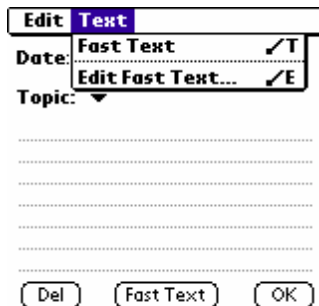 Edit Text
Fast Text /T
Date:
Edit Fast Text... /E
Topic:
Del Fast Text OK